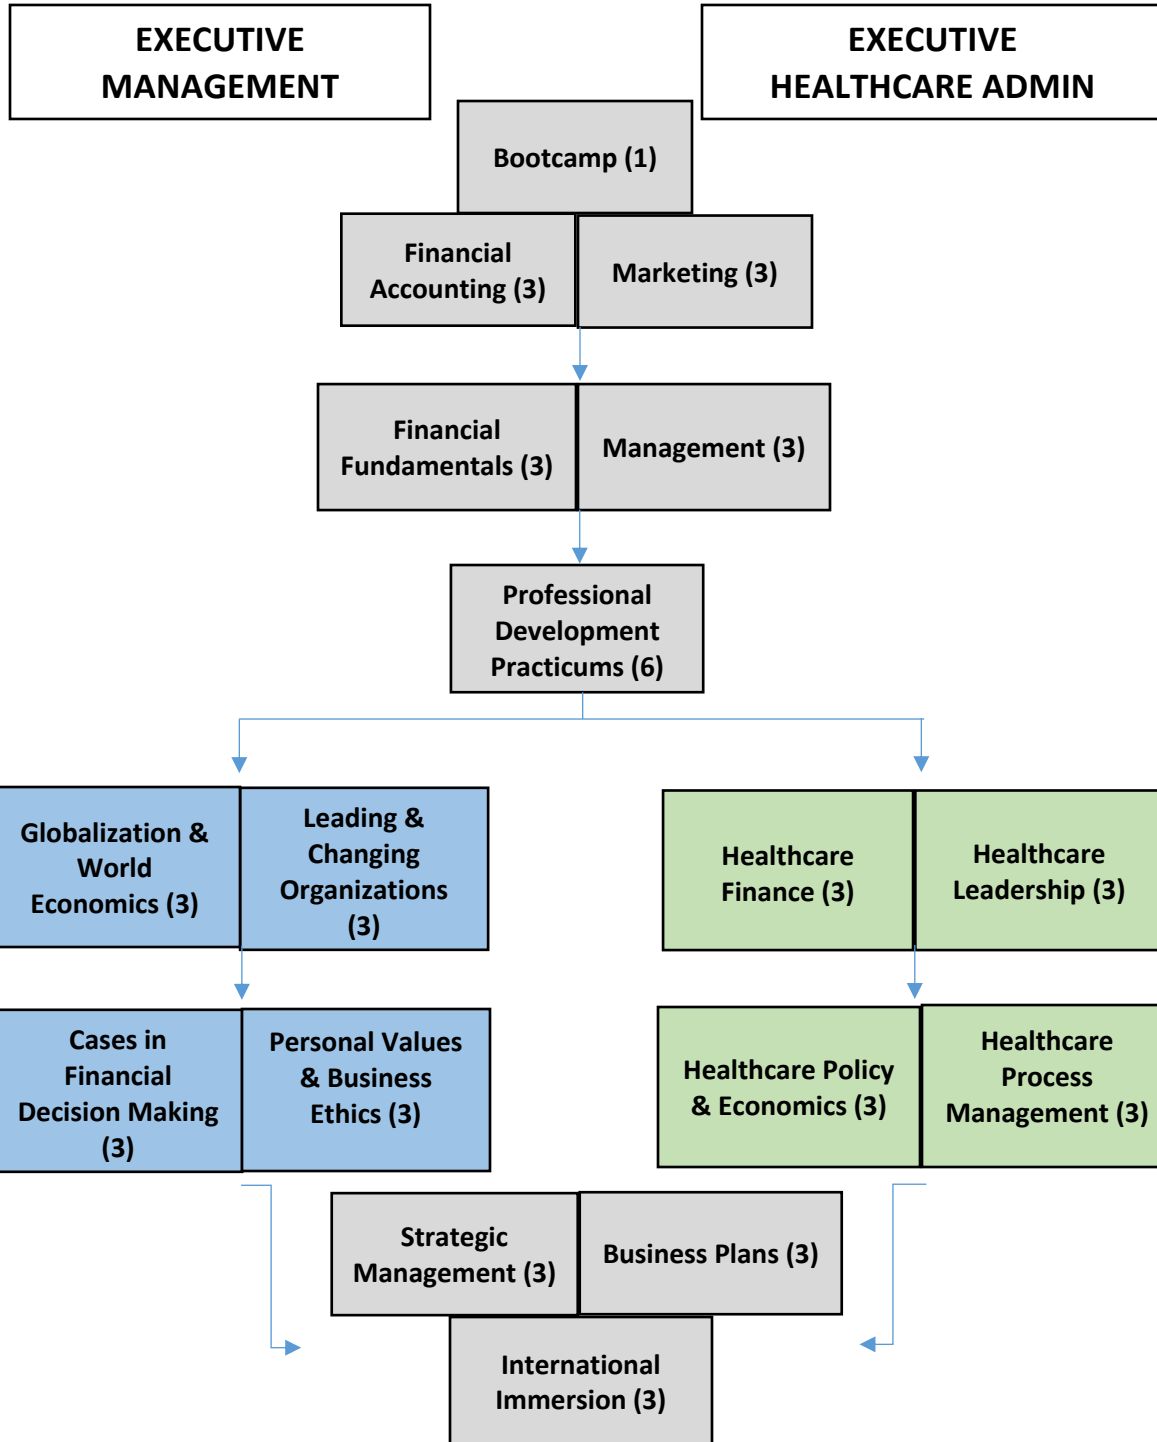 EXECUTIVE
MANAGEMENT
EXECUTIVE
HEALTHCARE ADMIN
Bootcamp (1)
Financial
Accounting (3)
Marketing (3)
Financial
Fundamentals (3)
Management (3)
Professional
Development
Practicums (6)
Globalization &
World
Economics (3)
Leading &
Changing
Organizations
(3)
Healthcare
Finance (3)
Healthcare
Leadership (3)
Cases in
Financial
Decision Making
(3)
Personal Values
& Business
Ethics (3)
Healthcare Policy
& Economics (3)
Healthcare
Process
Management (3)
Strategic
Management (3)
Business Plans (3)
International
Immersion (3)